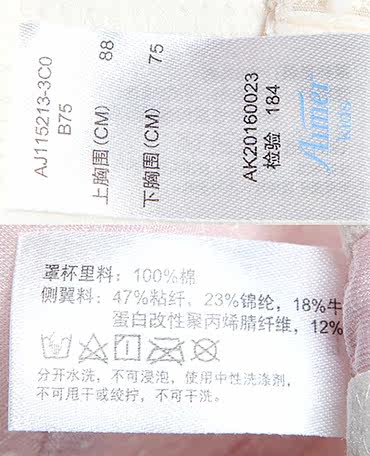 AJ115213-3C0
B75
上胸围(CM) 88
下胸围(CM) 75
AK20160023
检验 184
Aimer
kids
罩杯里料：100%棉
侧翼料：47%粘纤，23%锦纶，18%牛
蛋白改性聚丙烯腈纤维，12%
分开水洗，不可浸泡，使用中性洗涤剂，
不可甩干或绞拧，不可干洗。